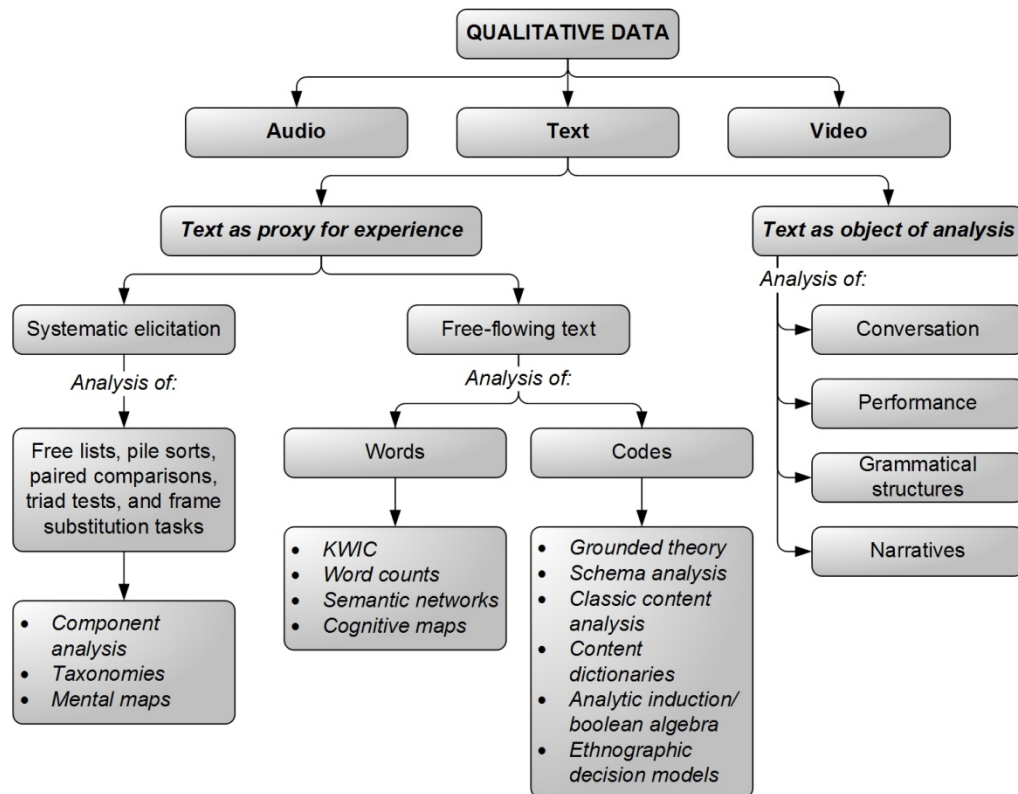 QUALITATIVE DATA
Audio
Text
Video
Text as proxy for experience
Text as object of analysis
Analysis of:
Systematic elicitation
Free-flowing text
Conversation
Analysis of:
Analysis of:
Performance
Free lists, pile sorts,
paired comparisons,
triad tests, and frame
substitution tasks
Words
Codes
Grammatical
structures
Narratives
• KWIC
• Word counts
• Semantic networks
• Cognitive maps
• Grounded theory
• Schema analysis
• Classic content
analysis
• Content
dictionaries
• Analytic induction/
boolean algebra
• Ethnographic
decision models
• Component
analysis
• Taxonomies
• Mental maps